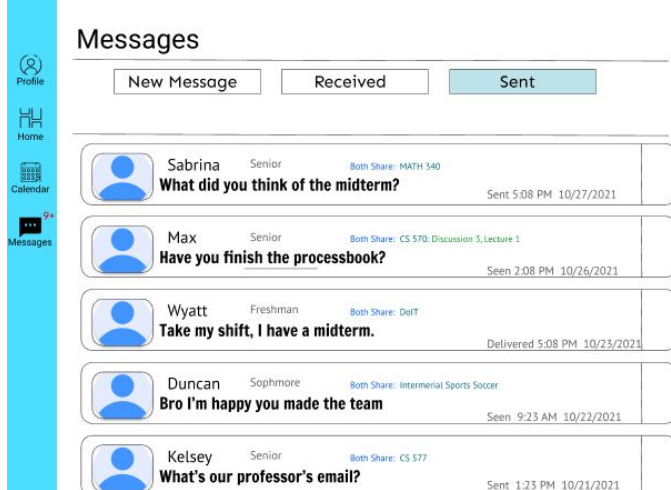 Messages
Profile
New Message
Received
Sent
Home
Calendar
9+
Messages
Sabrina Senior Both Share: MATH 340
What did you think of the midterm?
Sent 5:08 PM 10/27/2021
Max Senior Both Share: CS 570: Discussion 3, Lecture 1
Have you finish the processbook?
Seen 2:08 PM 10/26/2021
Wyatt Freshman Both Share: DoIT
Take my shift, I have a midterm.
Delivered 5:08 PM 10/23/2021
Duncan Sophmore Both Share: Intermerial Sports Soccer
Bro I'm happy you made the team
Seen 9:23 AM 10/22/2021
Kelsey Senior Both Share: CS 577
What's our professor's email?
Sent 1:23 PM 10/21/2021